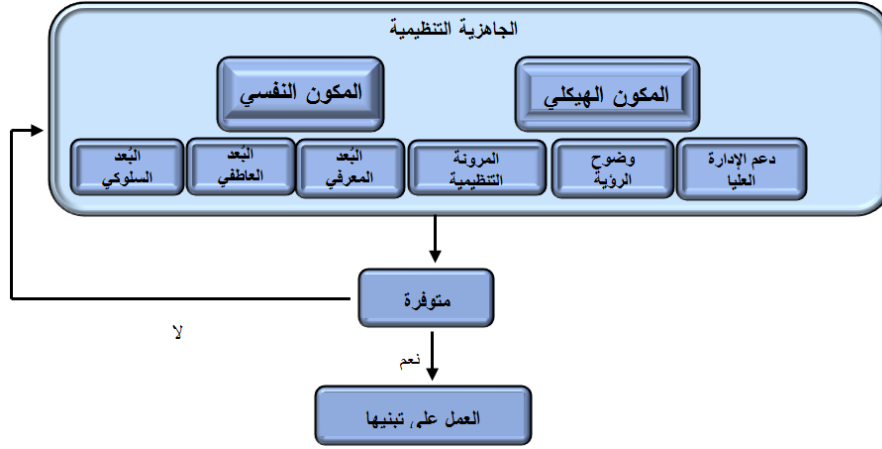 الجاهزية التنظيمية
المكون الهيكلي
المكون النفسي
دعم الإدارة
العليا
وضوح
الرؤية
المرونة
التنظيمية
البُعد
المعرفي
البُعد
العاطفي
البُعد
السلوكي
متوفرة
لا
نعم
العمل على تبنيها